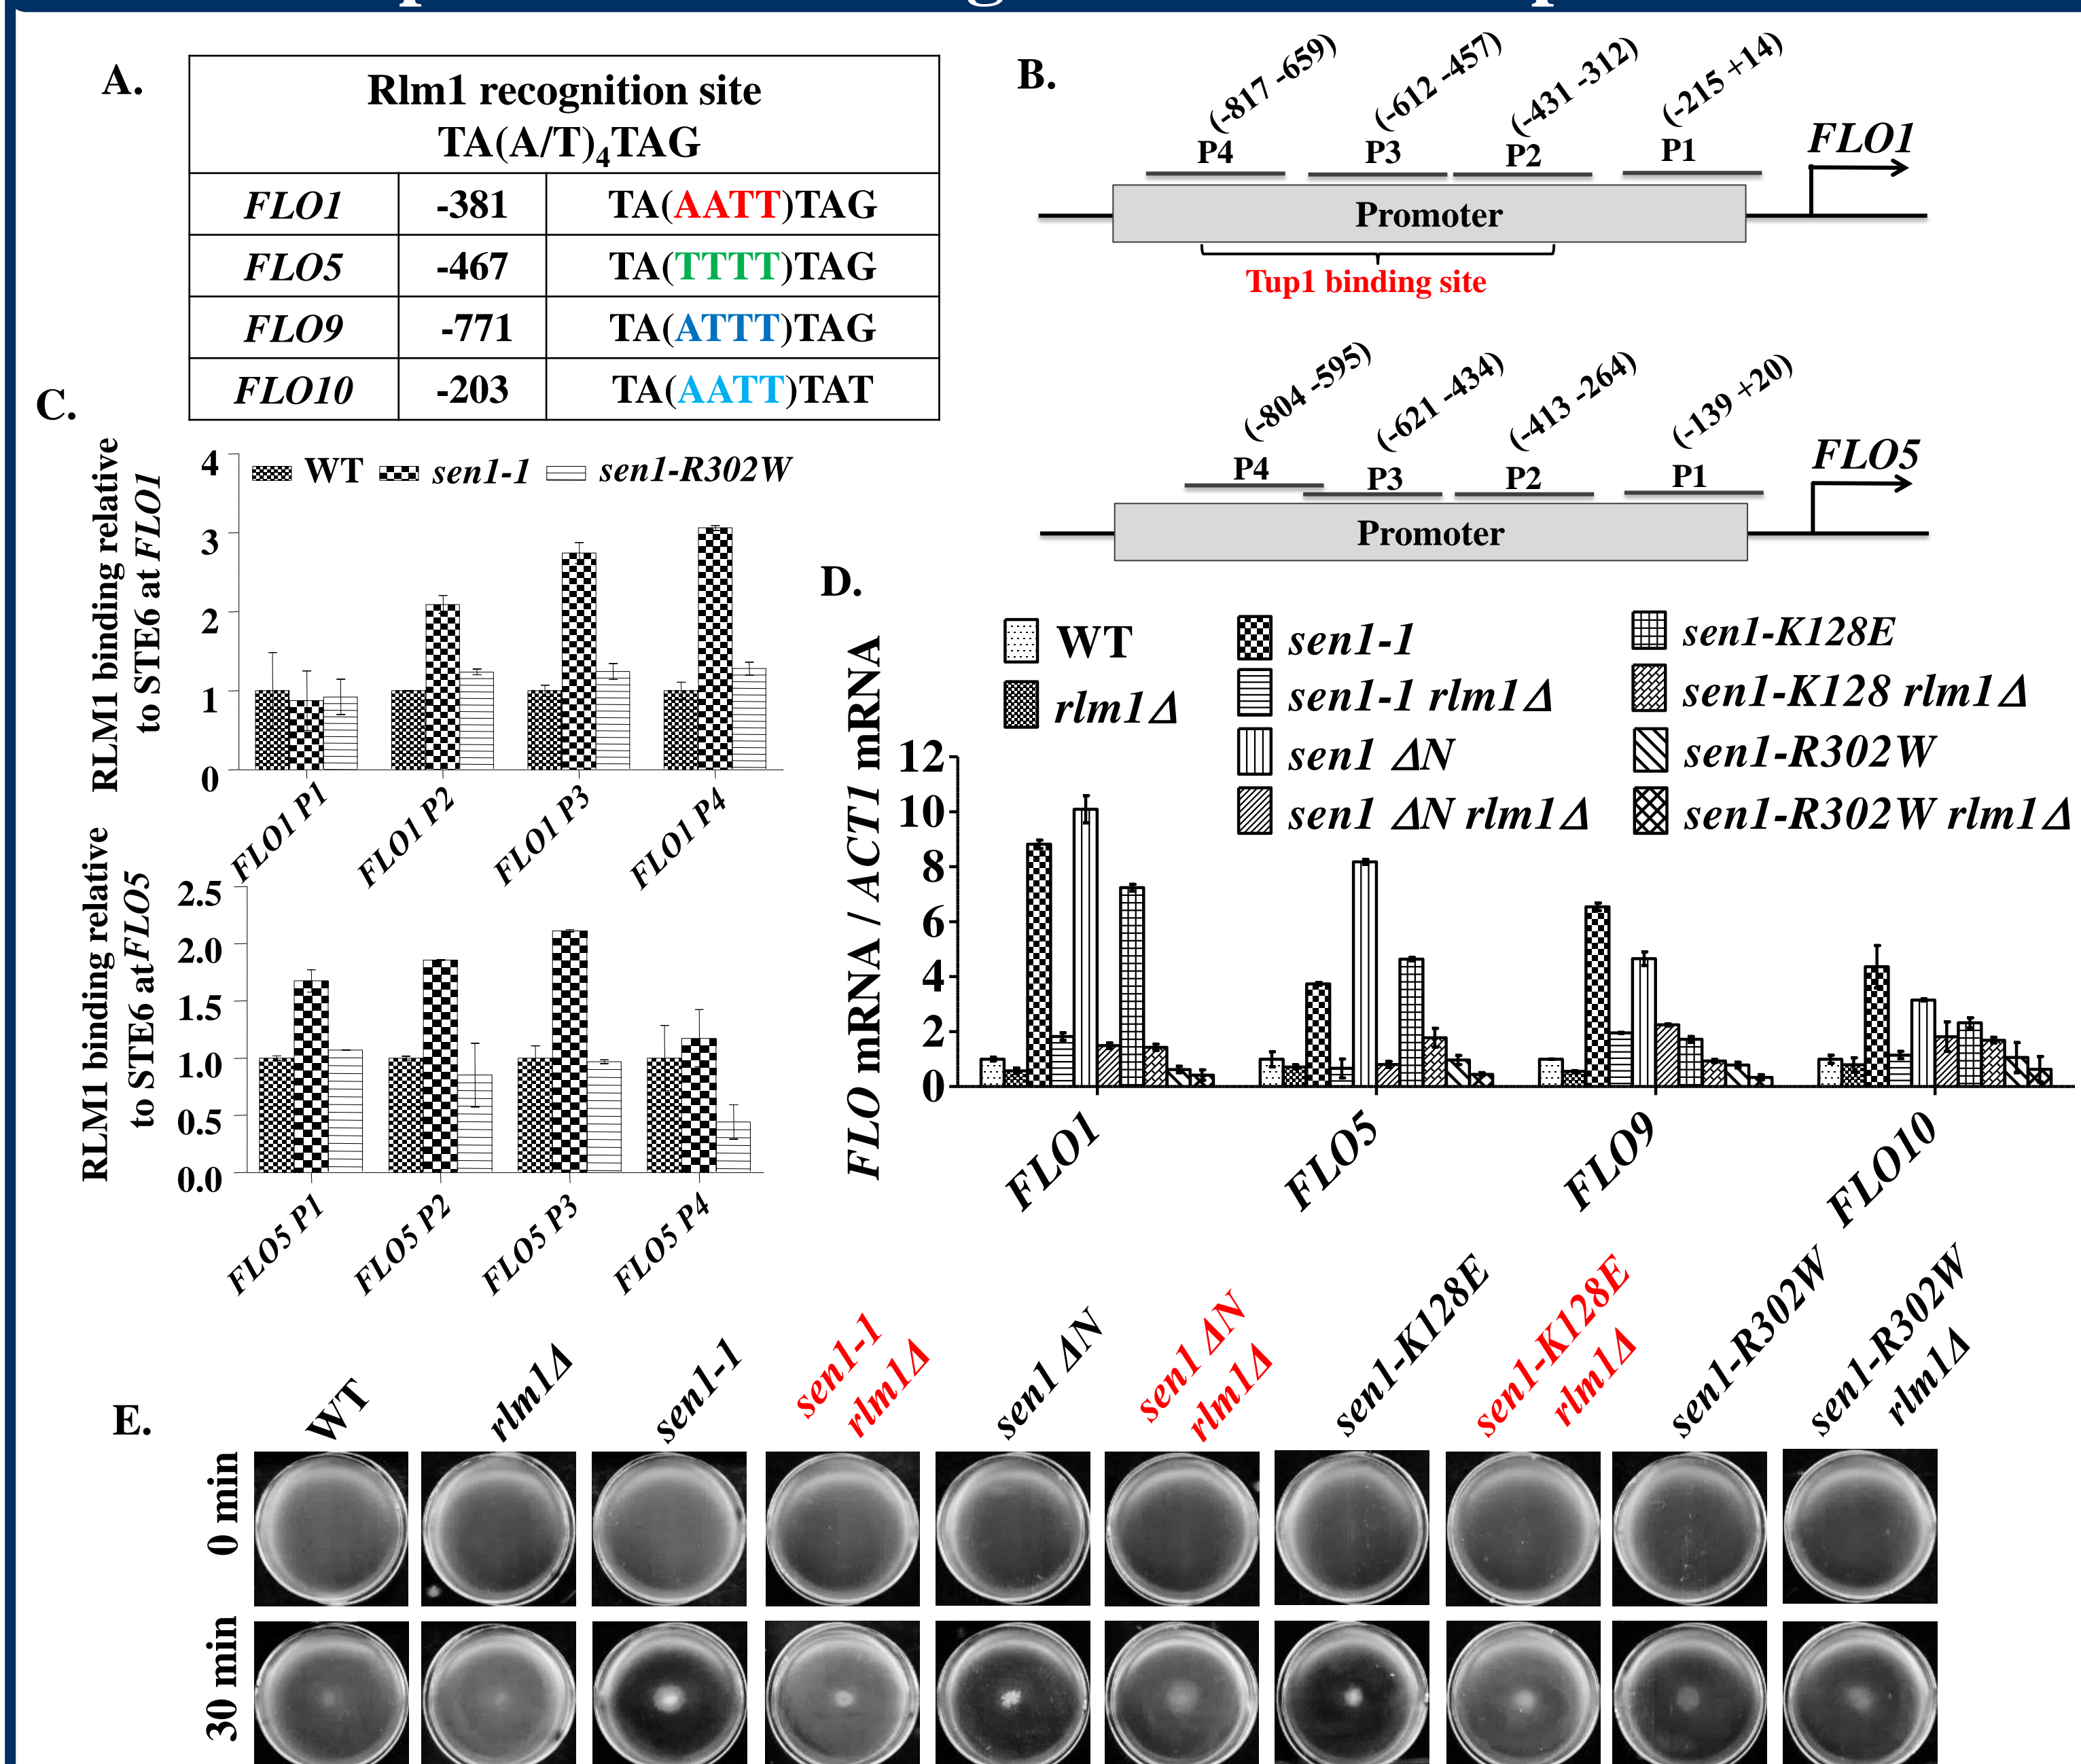 A.
Rlm1 recognition site
TA(A/T)4TAG
FLO1 -381 TA(AATT)TAG
FLO5 -467 TA(TTTT)TAG
FLO9 -771 TA(ATTT)TAG
FLO10 -203 TA(AATT)TAT
B.
(-817 -659) (-612 -457) (-431 -312) (-215 +14)
P4 P3 P2 P1 FLO1
Promoter
Tup1 binding site
(-804 -595) (-621 -434) (-413 -264) (-139 +20)
P4 P3 P2 P1 FLO5
Promoter
C.
RLM1 binding relative
to STE6 at FLO1
WT sen1-1 sen1-R302W
4
3
2
1
0
FLO1 P1 FLO1 P2 FLO1 P3 FLO1 P4
RLM1 binding relative
to STE6 at FLO5
2.5
2.0
1.5
1.0
0.5
0.0
FLO5 P1 FLO5 P2 FLO5 P3 FLO5 P4
D.
FLO mRNA / ACT1 mRNA
WT
rlm1Δ
sen1-1
sen1-1 rlm1Δ
sen1 ΔN
sen1 ΔN rlm1Δ
sen1-K128E
sen1-K128 rlm1Δ
sen1-R302W
sen1-R302W rlm1Δ
12
10
8
6
4
2
0
FLO1 FLO5 FLO9 FLO10
E.
WT
rlm1Δ
sen1-1
sen1-1
rlm1Δ
sen1 ΔN
sen1 ΔN
rlm1Δ
sen1-K128E
sen1-K128E
rlm1Δ
sen1-R302W
sen1-R302W
rlm1Δ
0 min
30 min